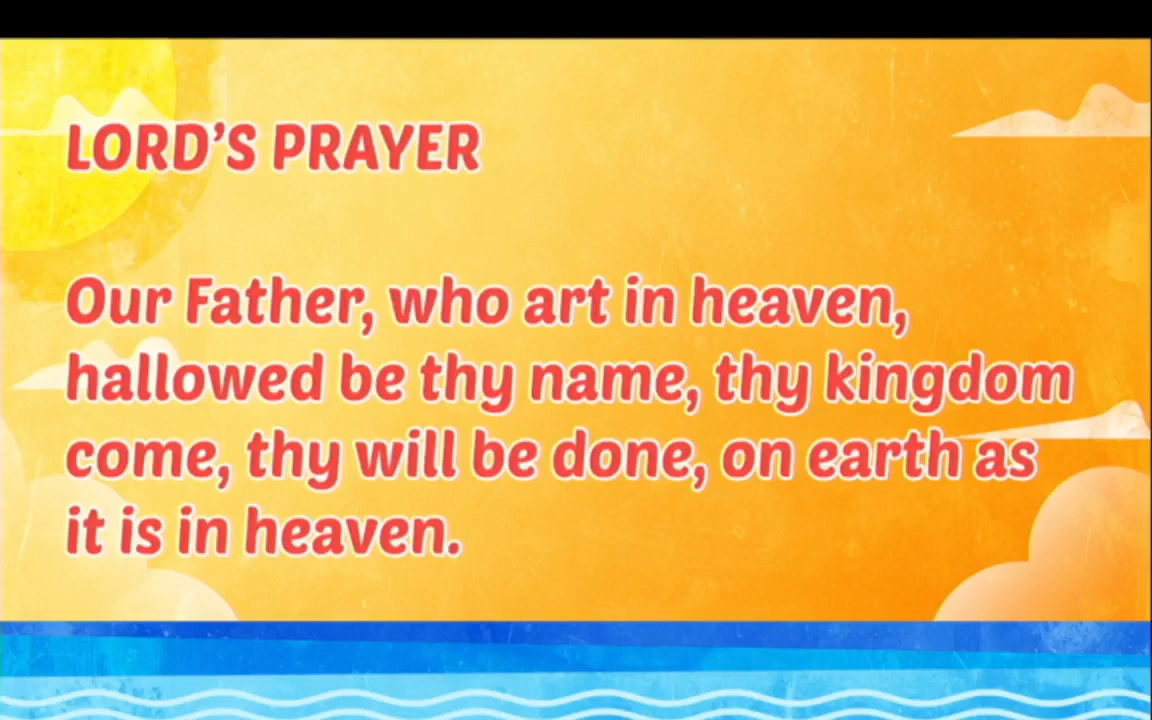 LORD’S PRAYER
Our Father, who art in heaven,
hallowed be thy name, thy kingdom
come, thy will be done, on earth as
it is in heaven.